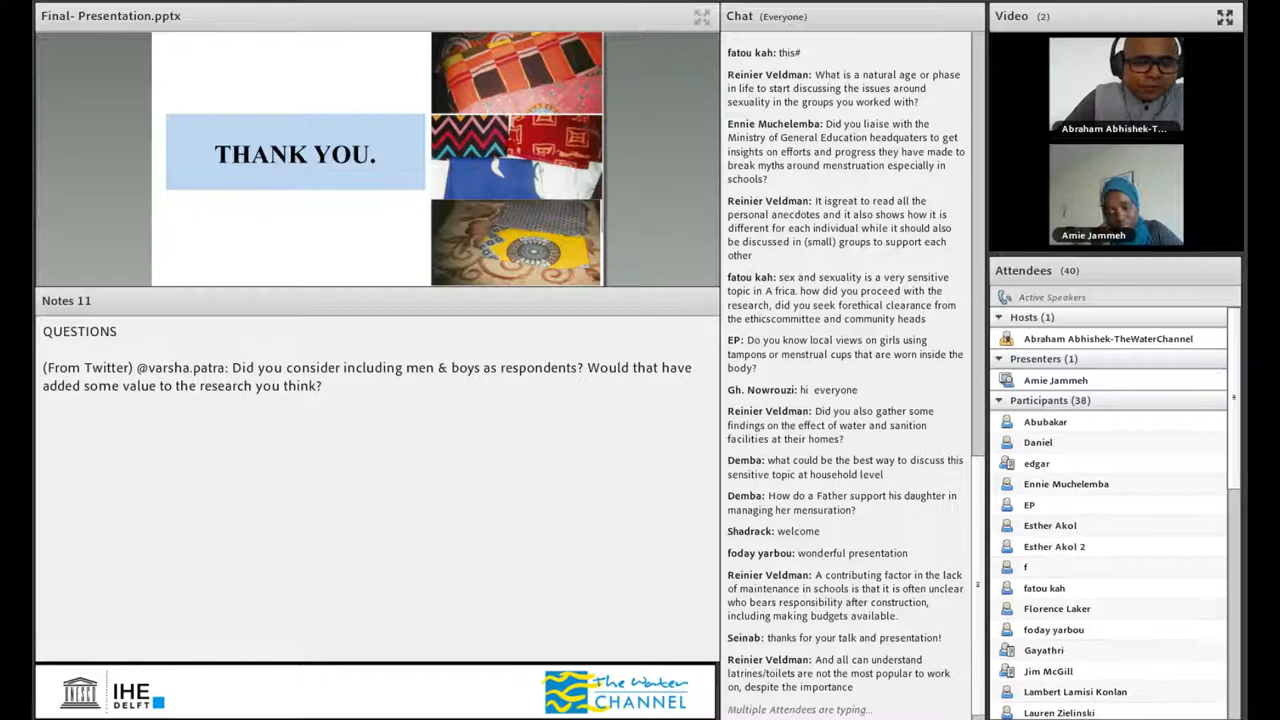 Final- Presentation.pptx
THANK YOU.
Notes 11
QUESTIONS
(From Twitter) @varsha.patra: Did you consider including men & boys as respondents? Would that have
added some value to the research you think?
IHE
DELFT
The Water
CHANNEL
Chat (Everyone)
fatou kah: this#
Reinier Veldman: What is a natural age or phase
in life to start discussing the issues around
sexuality in the groups you worked with?
Ennie Muchelemba: Did you liaise with the
Ministry of General Education headquaters to get
insights on efforts and progress they have made to
break myths around menstruation especially in
schools?
Reinier Veldman: It isgreat to read all the
personal anecdotes and it also shows how it is
different for each individual while it should also
be discussed in (small) groups to support each
other
fatou kah: sex and sexuality is a very sensitive
topic in A frica. how did you proceed with the
research, did you seek forethical clearance from
the ethicscommittee and community heads
EP: Do you know local views on girls using
tampons or menstrual cups that are worn inside the
body?
Gh. Nowrouzi: hi everyone
Reinier Veldman: Did you also gather some
findings on the effect of water and sanition
facilities at their homes?
Demba: what could be the best way to discuss this
sensitive topic at household level
Demba: How do a Father support his daughter in
managing her mensuration?
Shadrack: welcome
foday yarbou: wonderful presentation
Reinier Veldman: A contributing factor in the lack
of maintenance in schools is that it is often unclear
who bears responsibility after construction,
including making budgets available.
Seinab: thanks for your talk and presentation!
Reinier Veldman: And all can understand
latrines/toilets are not the most popular to work
on, despite the importance
Multiple Attendees are typing...
Video (2)
Abraham Abhishek-T...
Amie Jammeh
Attendees (40)
Active Speakers
Hosts (1)
Abraham Abhishek-TheWaterChannel
Presenters (1)
Amie Jammeh
Participants (38)
Abubakar
Daniel
edgar
Ennie Muchelemba
EP
Esther Akol
Esther Akol 2
f
fatou kah
Florence Laker
foday yarbou
Gayathri
Jim McGill
Lambert Lamisi Konlan
Lauren Zielinski